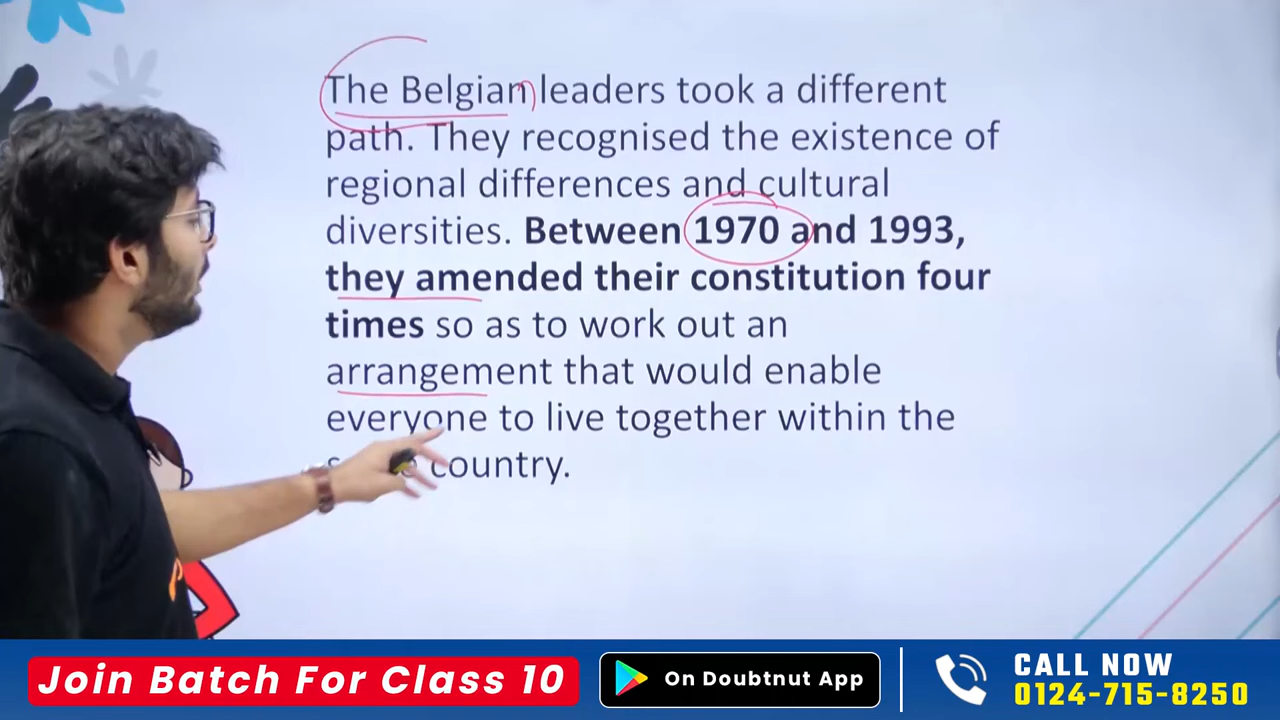 The Belgian leaders took a different
path. They recognised the existence of
regional differences and cultural
diversities. Between 1970 and 1993,
they amended their constitution four
times so as to work out an
arrangement that would enable
everyone to live together within the
country.
Join Batch For Class 10
On Doubtnut App
CALL NOW
0124-715-8250